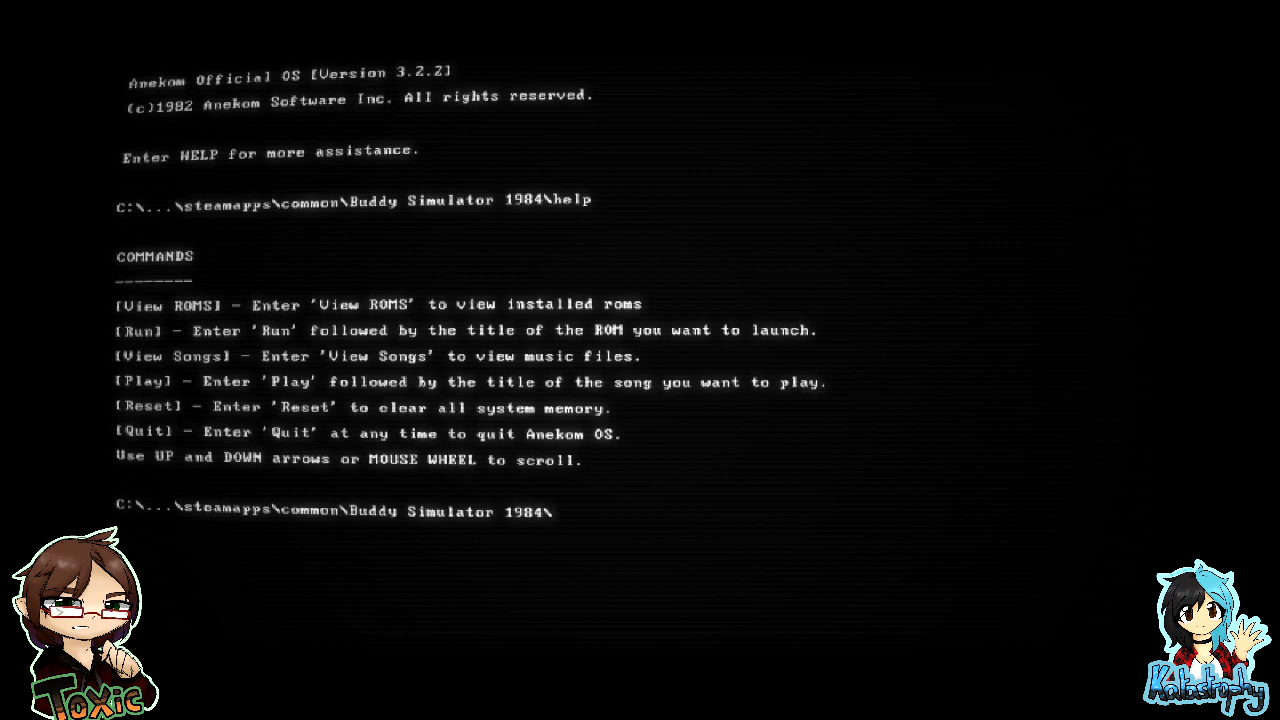 Anekom Official OS [Version 3.2.2]
(c)1982 Anekom Software Inc. All rights reserved.
Enter HELP for more assistance.
C:\...\steamapps\common\Buddy Simulator 1984\help
COMMANDS
--------
[View ROMS] - Enter 'View ROMS' to view installed roms
[Run] - Enter 'Run' followed by the title of the ROM you want to launch.
[View Songs] - Enter 'View Songs' to view music files.
[Play] - Enter 'Play' followed by the title of the song you want to play.
[Reset] - Enter 'Reset' to clear all system memory.
[Quit] - Enter 'Quit' at any time to quit Anekom OS.
Use UP and DOWN arrows or MOUSE WHEEL to scroll.
C:\...\steamapps\common\Buddy Simulator 1984\
Toxic
Katastrophy